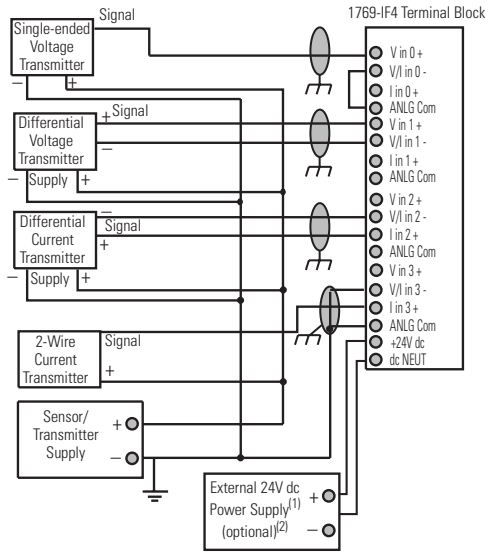 1769-IF4 Terminal Block
Signal
Single-ended
Voltage
Transmitter
− +
+ Signal
Differential
Voltage
Transmitter
−
− Supply +
−
Differential
Current
Transmitter
Signal
+
− Supply +
2-Wire
Current
Transmitter
Signal
+
Sensor/
Transmitter
Supply
+
−
External 24V dc
Power Supply(1)
(optional)(2)
+
−
V in 0 +
V/I in 0 -
I in 0 +
ANLG Com
V in 1 +
V/I in 1 -
I in 1 +
ANLG Com
V in 2 +
V/I in 2 -
I in 2 +
ANLG Com
V in 3 +
V/I in 3 -
I in 3 +
ANLG Com
+24V dc
dc NEUT